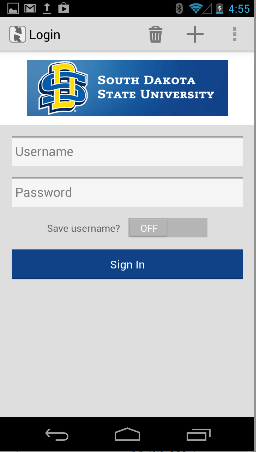 4:55
Login
SOUTH DAKOTA
STATE UNIVERSITY
Username
Password
Save username? OFF
Sign In